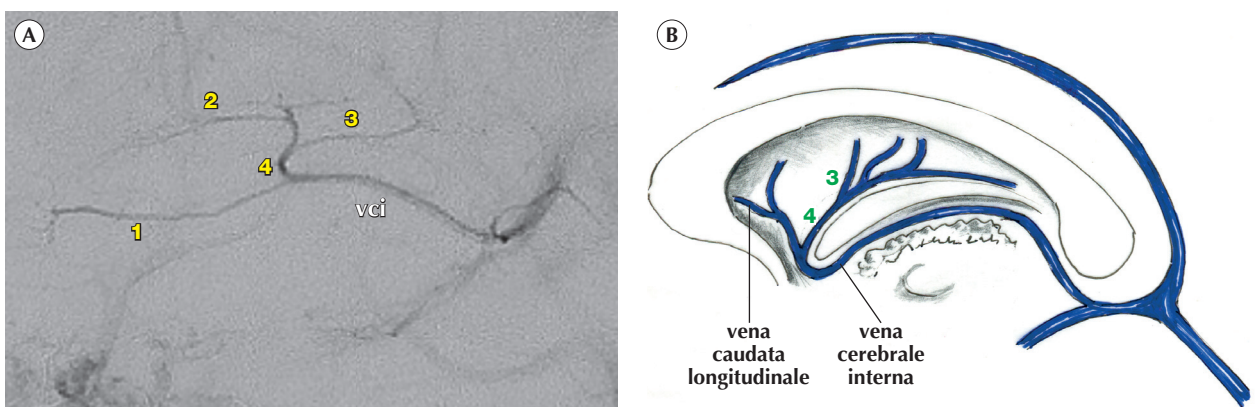 A
2
3
4
vci
1
B
3
4
vena
caudata
longitudinale
vena
cerebrale
interna